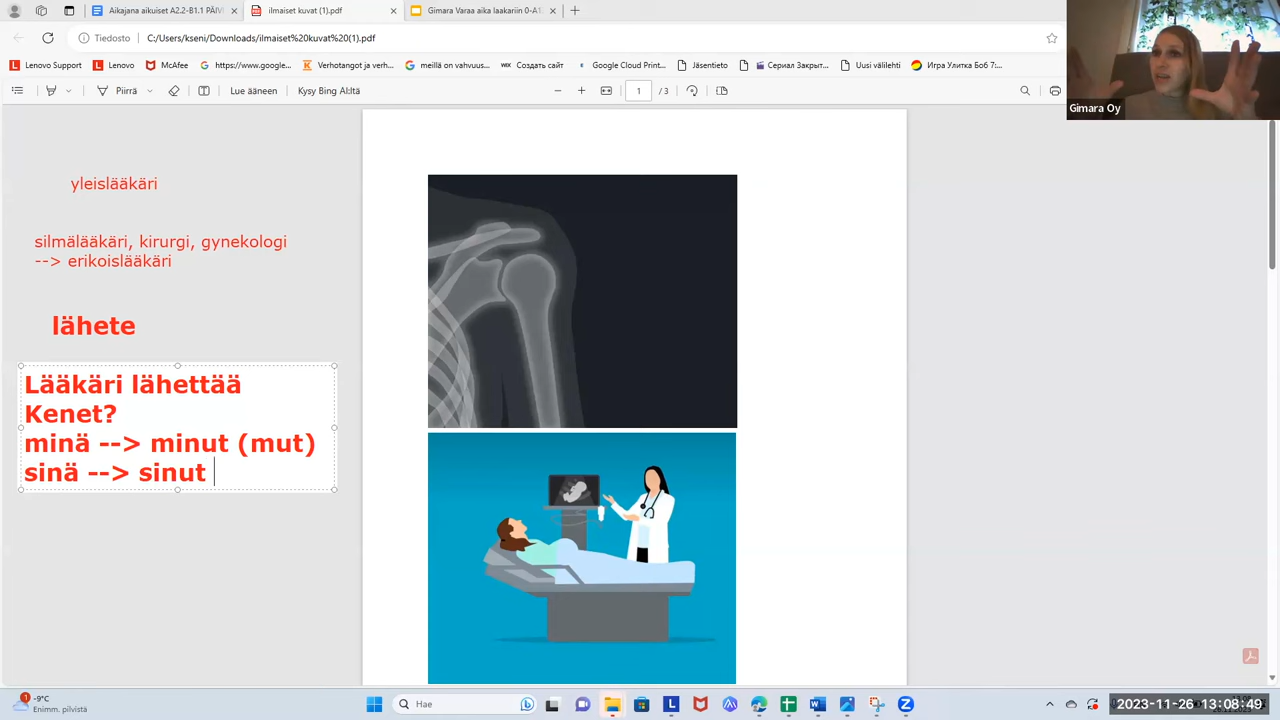 Aikajana aikuiset A2.2-B1.1 PÄIV
ilmaiset kuvat (1).pdf
Gimara Varaa aika laakariin 0-A1
Tiedosto
C:/Users/kseni/Downloads/ilmaiset%20kuvat%20(1).pdf
Lenovo Support
Lenovo
McAfee
https://www.google...
Verhotangot ja verho...
meillä on vahvuus...
Создать сайт
Google Cloud Print...
Jäsentieto
Сериал Закрыт...
Uusi välilehti
Игра Улитка Боб 7:...
Piirrä
Lue ääneen
Kysy Bing AI:ltä
1
/ 3
Gimara Oy
yleislääkäri
silmälääkäri, kirurgi, gynekologi
--> erikoislääkäri
lähete
Lääkäri lähettää
Kenet?
minä --> minut (mut)
sinä --> sinut
1
-9°C
Enimm. pilvistä
Hae
2023-11-26 13:08:49